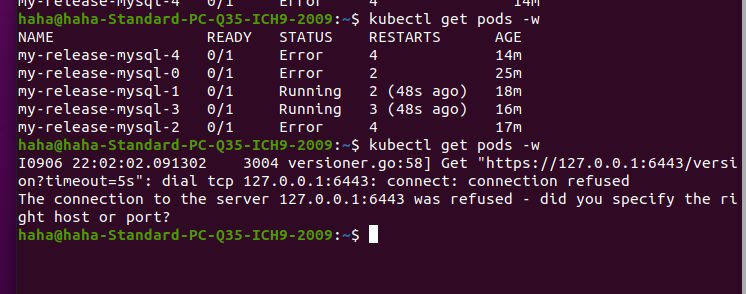 my-release-mysql-4   0/1     Error     4               14m
haha@haha-Standard-PC-Q35-ICH9-2009:~$ kubectl get pods -w
NAME                 READY   STATUS    RESTARTS      AGE
my-release-mysql-4   0/1     Error     4             14m
my-release-mysql-0   0/1     Error     2             25m
my-release-mysql-1   0/1     Running   2 (48s ago)   18m
my-release-mysql-3   0/1     Running   3 (48s ago)   16m
my-release-mysql-2   0/1     Error     4             17m
haha@haha-Standard-PC-Q35-ICH9-2009:~$ kubectl get pods -w
I0906 22:02:02.091302    3004 versioner.go:58] Get "https://127.0.0.1:6443/versi
on?timeout=5s": dial tcp 127.0.0.1:6443: connect: connection refused
The connection to the server 127.0.0.1:6443 was refused - did you specify the ri
ght host or port?
haha@haha-Standard-PC-Q35-ICH9-2009:~$